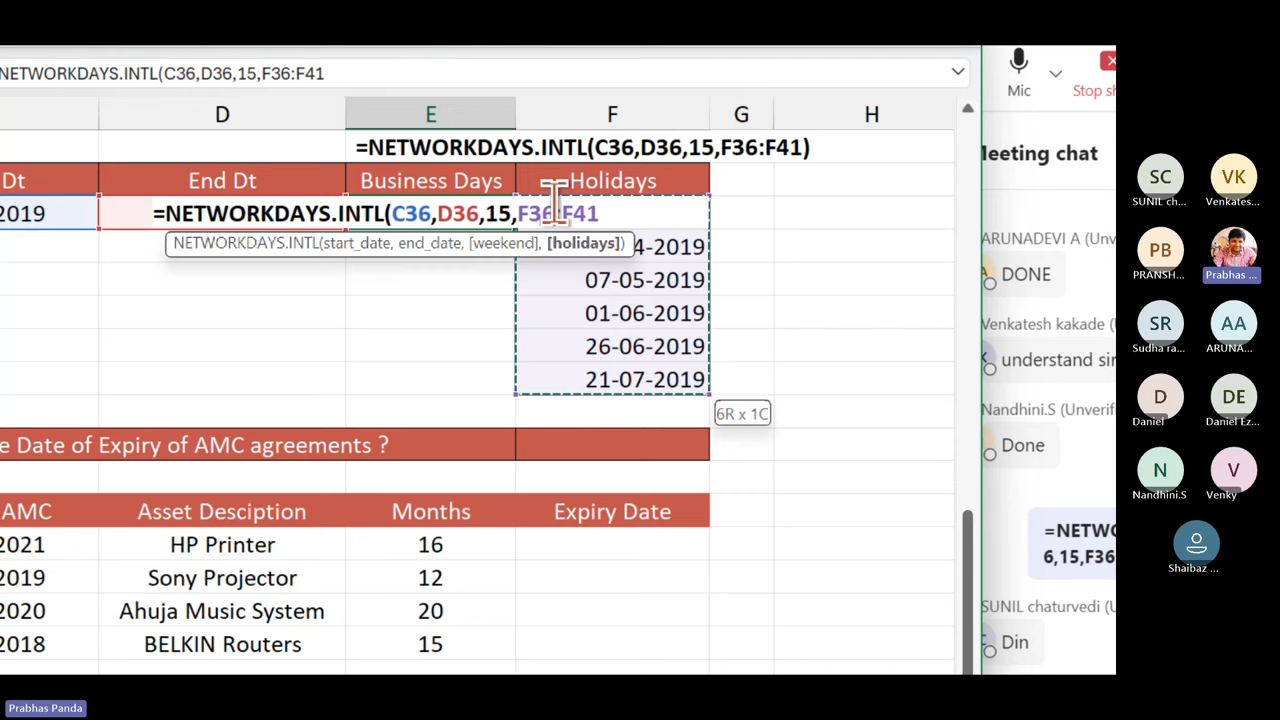 NETWORKDAYS.INTL(C36,D36,15,F36:F41
Mic
Stop sh
D E F G H
=NETWORKDAYS.INTL(C36,D36,15,F36:F41)
Dt End Dt Business Days Holidays
2019 =NETWORKDAYS.INTL(C36,D36,15,F36:F41
NETWORKDAYS.INTL(start_date, end_date, [weekend], [holidays])
4-2019
07-05-2019
01-06-2019
26-06-2019
21-07-2019
6R x 1C
e Date of Expiry of AMC agreements ?
AMC Asset Desciption Months Expiry Date
2021 HP Printer 16
2019 Sony Projector 12
2020 Ahuja Music System 20
2018 BELKIN Routers 15
Meeting chat
ARUNADEVI A (Unv
DONE
Venkatesh kakade (
understand sir
Nandhini.S (Unverif
Done
=NETWO
6,15,F36
SUNIL chaturvedi (U
Din
SC VK
SUNIL ch... Venkates...
PB
PRANSH... Prabhas ...
SR AA
Sudha ra... ARUNA...
D DE
Daniel Daniel Ez...
N V
Nandhini.S Venky
Shaibaz ...
Prabhas Panda